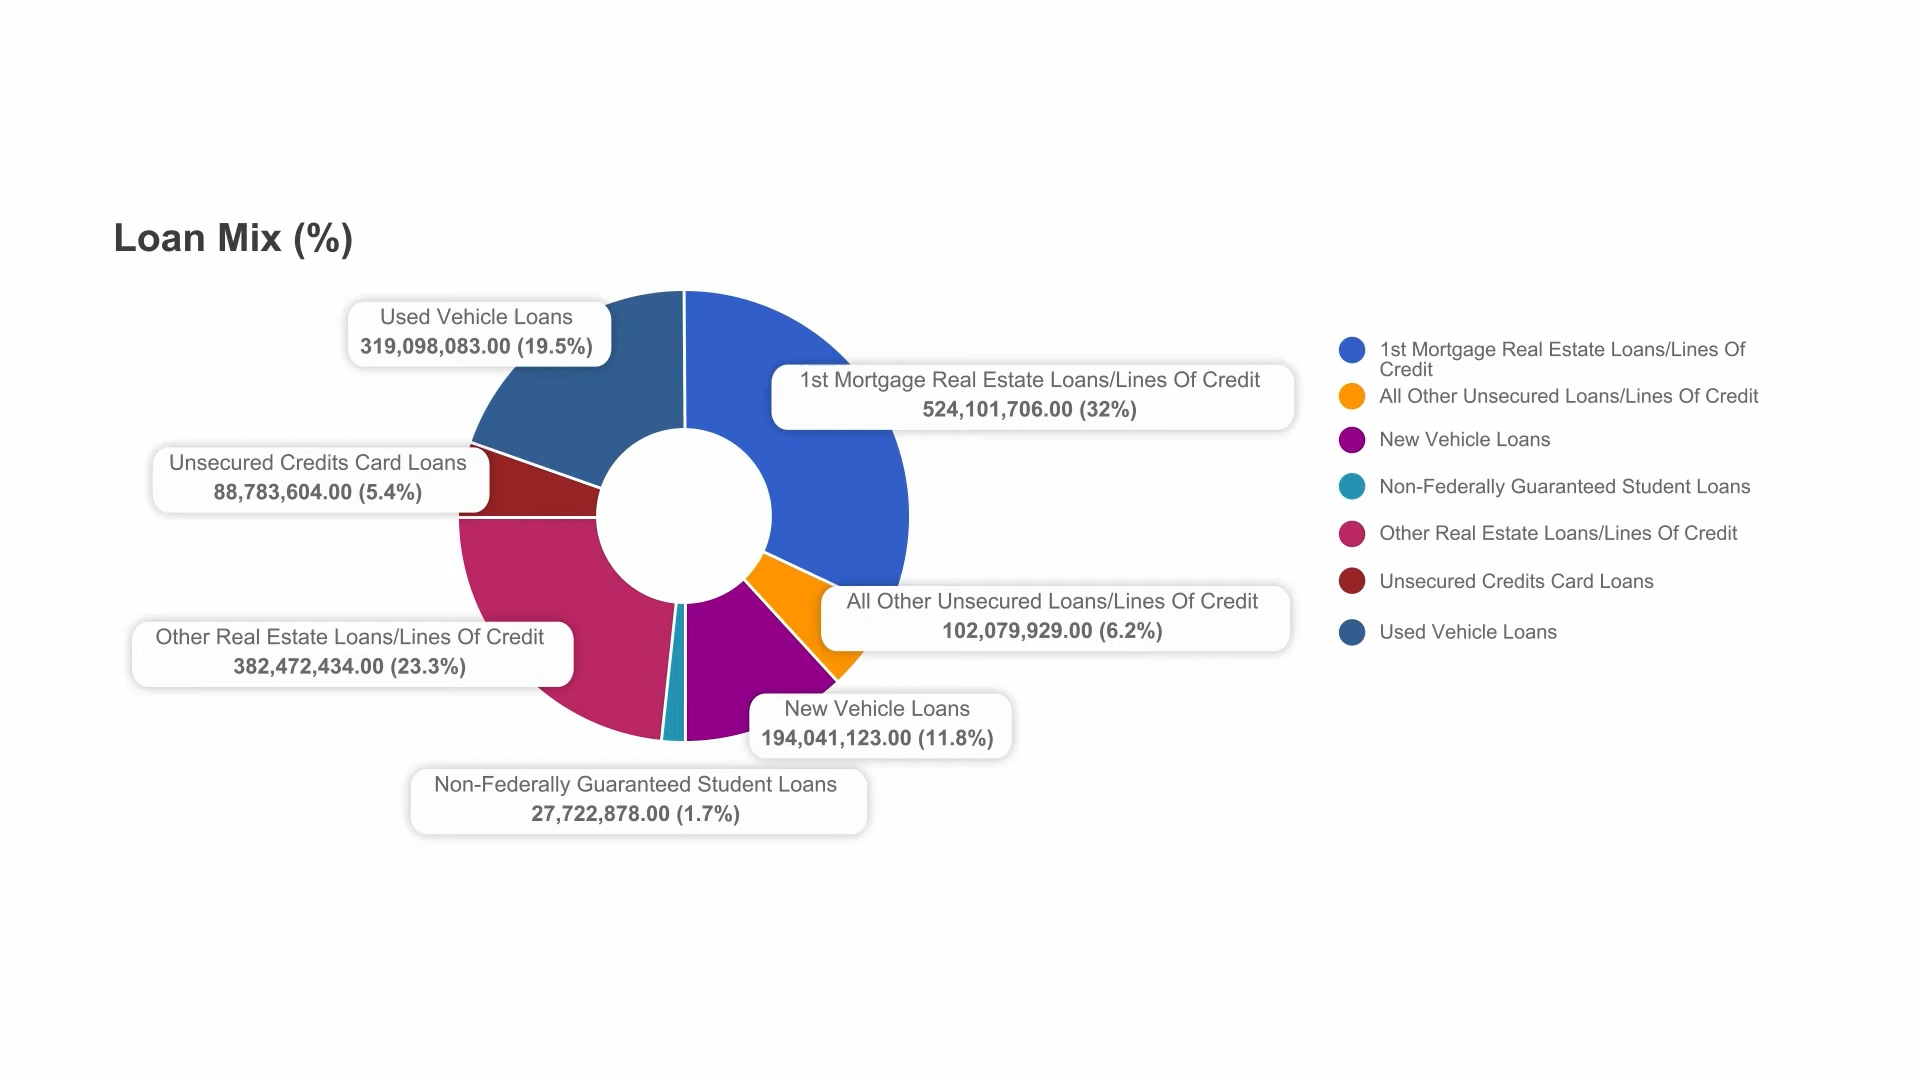 Loan Mix (%)
Used Vehicle Loans
319,098,083.00 (19.5%)
1st Mortgage Real Estate Loans/Lines Of Credit
524,101,706.00 (32%)
Unsecured Credits Card Loans
88,783,604.00 (5.4%)
All Other Unsecured Loans/Lines Of Credit
102,079,929.00 (6.2%)
Other Real Estate Loans/Lines Of Credit
382,472,434.00 (23.3%)
New Vehicle Loans
194,041,123.00 (11.8%)
Non-Federally Guaranteed Student Loans
27,722,878.00 (1.7%)
1st Mortgage Real Estate Loans/Lines Of
Credit
All Other Unsecured Loans/Lines Of Credit
New Vehicle Loans
Non-Federally Guaranteed Student Loans
Other Real Estate Loans/Lines Of Credit
Unsecured Credits Card Loans
Used Vehicle Loans